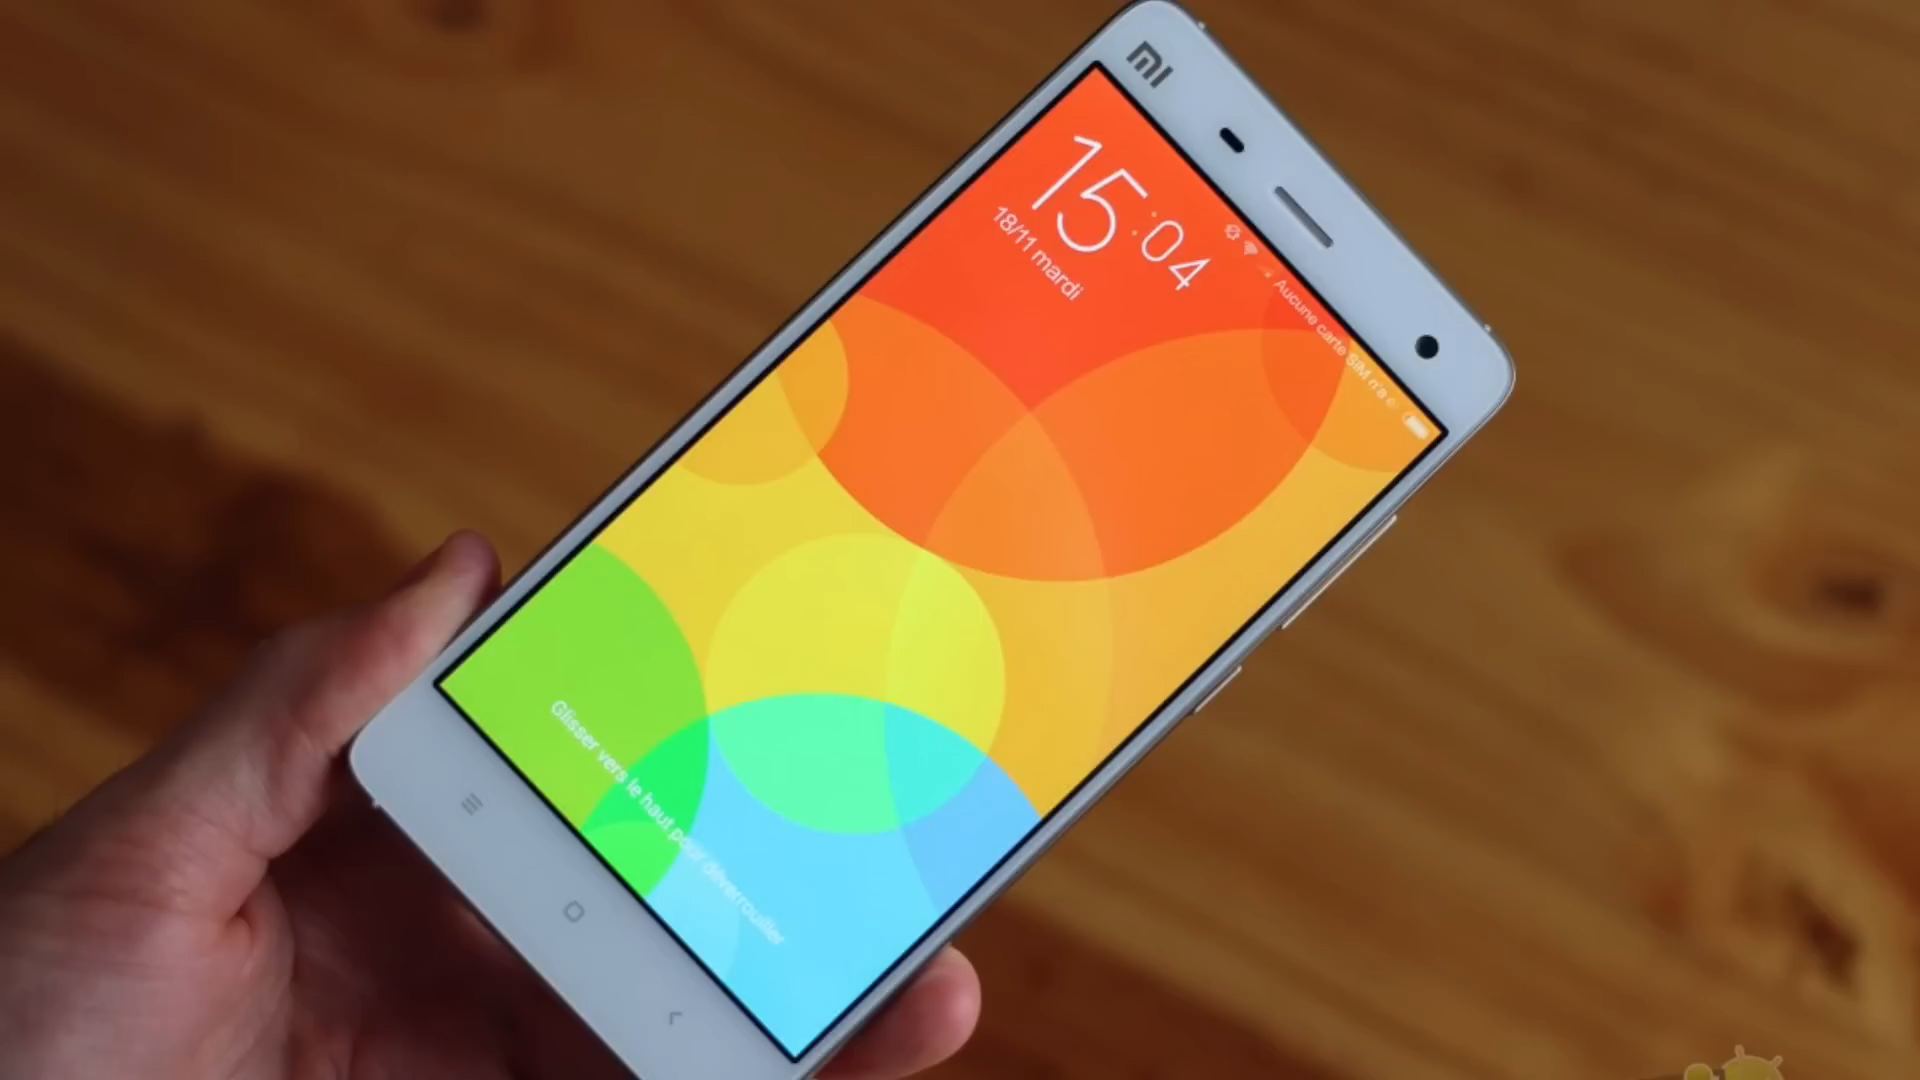 MI
Aucune carte SIM n'a
15:04
18/11 mardi
Glisser vers le haut pour déverrouiller